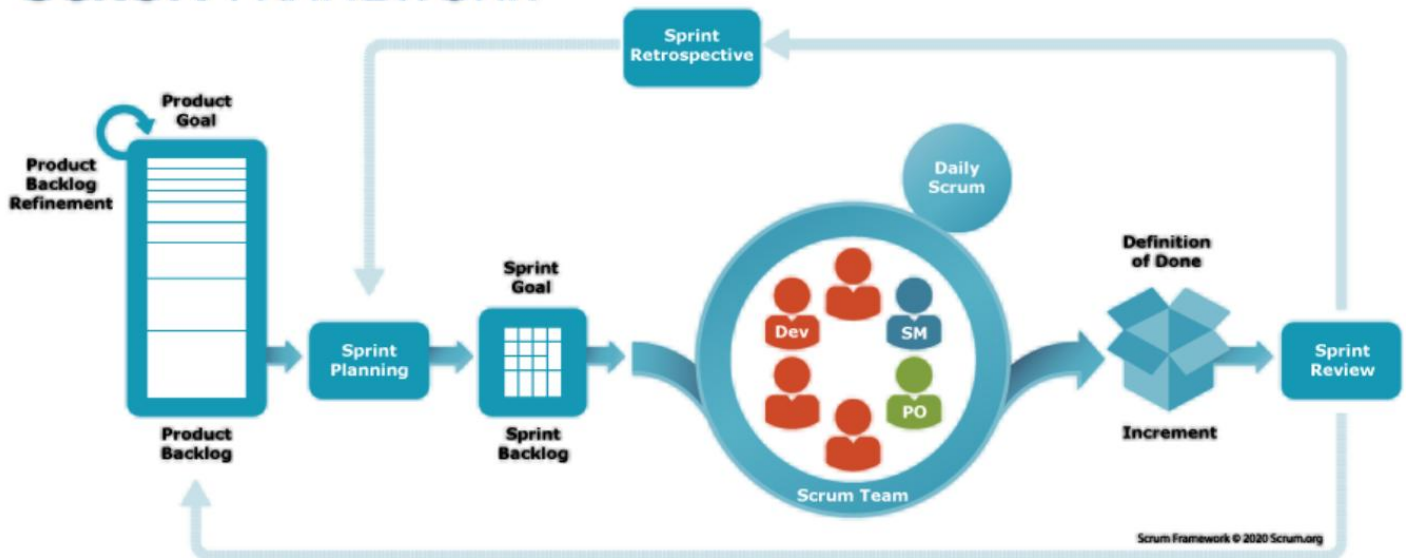 Sprint
Retrospective
Product
Goal
Product
Backlog
Refinement
Daily
Scrum
Definition
of Done
Sprint
Goal
Dev
SM
Sprint
Planning
Sprint
Review
PO
Product
Backlog
Sprint
Backlog
Increment
Scrum Team
Scrum Framework © 2020 Scrum.org